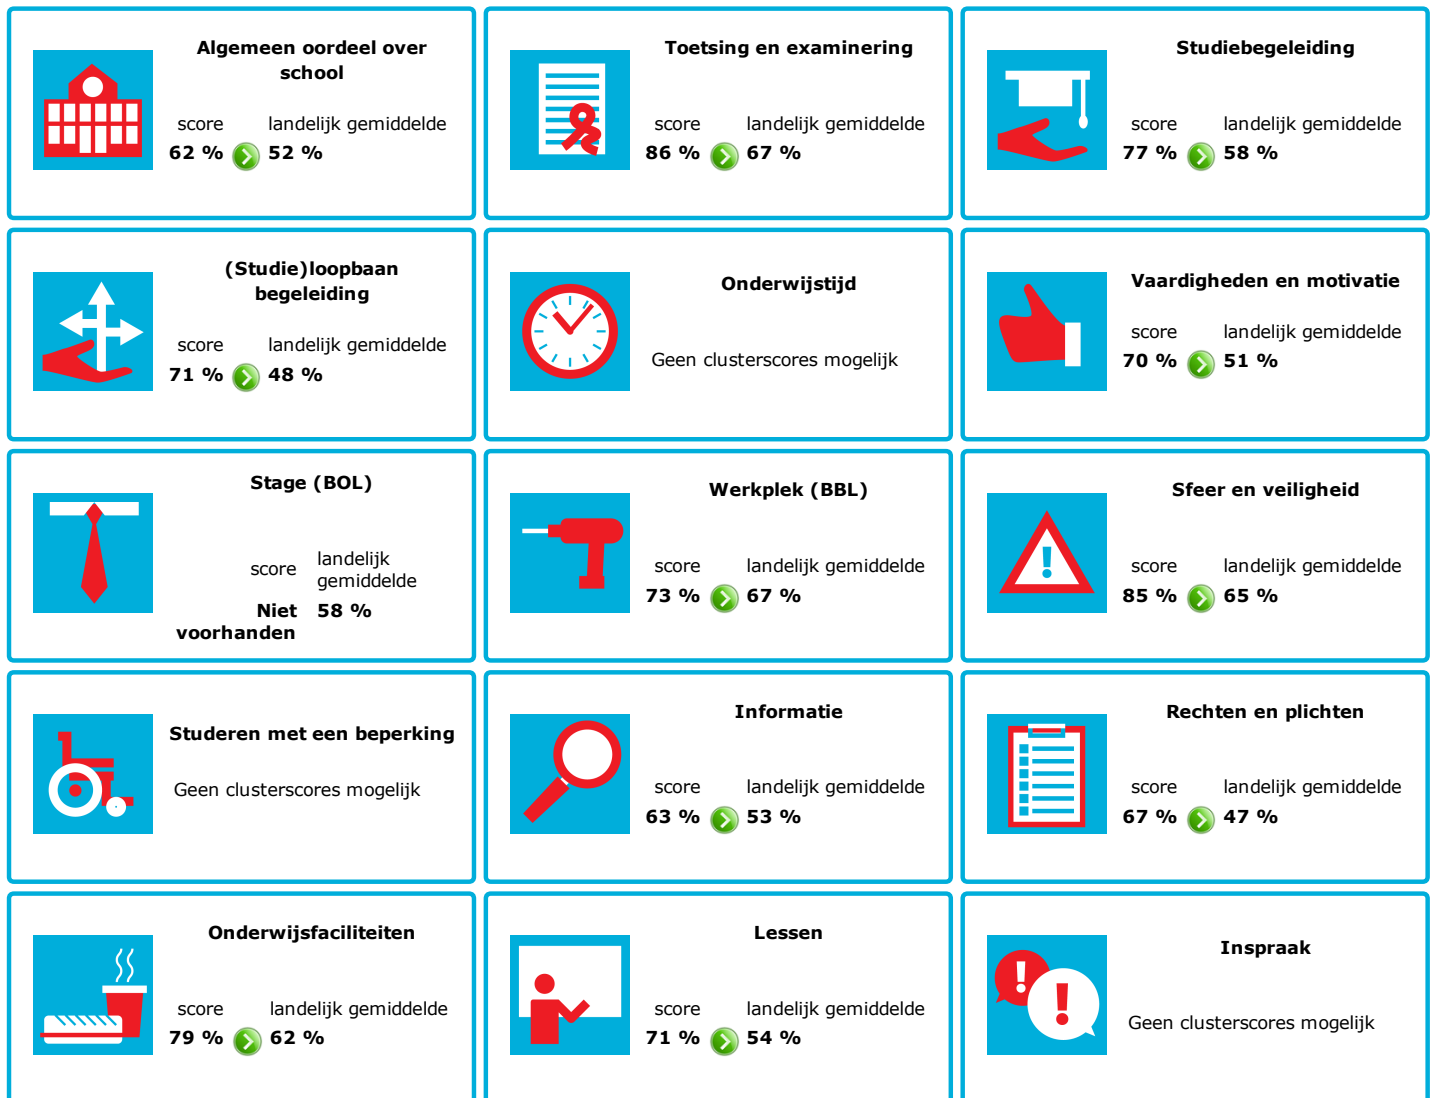 Algemeen oordeel over
school
score landelijk gemiddelde
62 % 52 %
Toetsing en examinering
score landelijk gemiddelde
86 % 67 %
Studiebegeleiding
score landelijk gemiddelde
77 % 58 %
(Studie)loopbaan
begeleiding
score landelijk gemiddelde
71 % 48 %
Onderwijstijd
Geen clusterscores mogelijk
Vaardigheden en motivatie
score landelijk gemiddelde
70 % 51 %
Stage (BOL)
score landelijk
gemiddelde
Niet 58 %
voorhanden
Werkplek (BBL)
score landelijk gemiddelde
73 % 67 %
Sfeer en veiligheid
score landelijk gemiddelde
85 % 65 %
Studeren met een beperking
Geen clusterscores mogelijk
Informatie
score landelijk gemiddelde
63 % 53 %
Rechten en plichten
score landelijk gemiddelde
67 % 47 %
Onderwijsfaciliteiten
score landelijk gemiddelde
79 % 62 %
Lessen
score landelijk gemiddelde
71 % 54 %
Inspraak
Geen clusterscores mogelijk